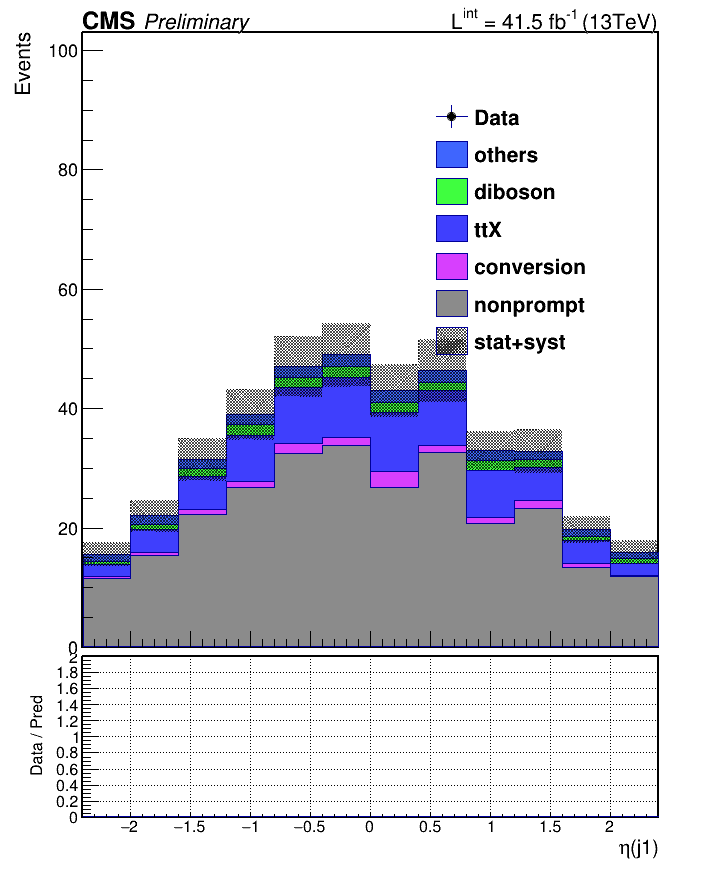 CMS Preliminary
L^int = 41.5 fb^-1 (13TeV)
Events
100
80
60
40
20
0
Data
others
diboson
ttX
conversion
nonprompt
stat+syst
Data / Pred
2
1.8
1.6
1.4
1.2
1
0.8
0.6
0.4
0.2
0
−2 −1.5 −1 −0.5 0 0.5 1 1.5 2
η(j1)